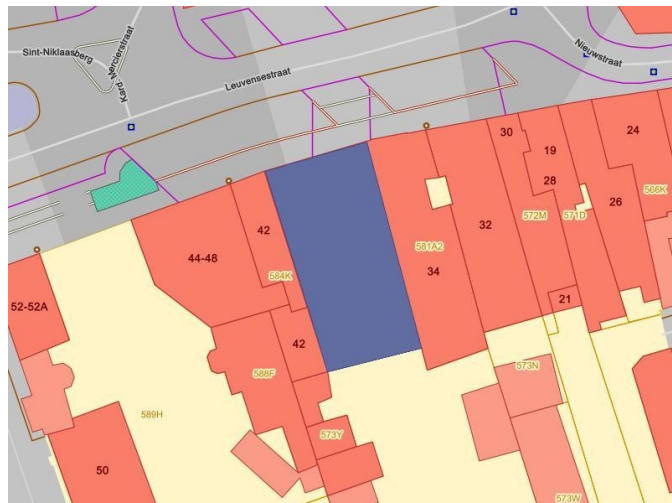 Sint-Niklaasberg
Kard.Mercierstraat
Leuvensestraat
Nieuwstraat
30
19
24
28
572M
571D
566K
26
42
44-48
584K
581A2
32
34
52-52A
21
42
588F
573N
589H
573Y
50
573W